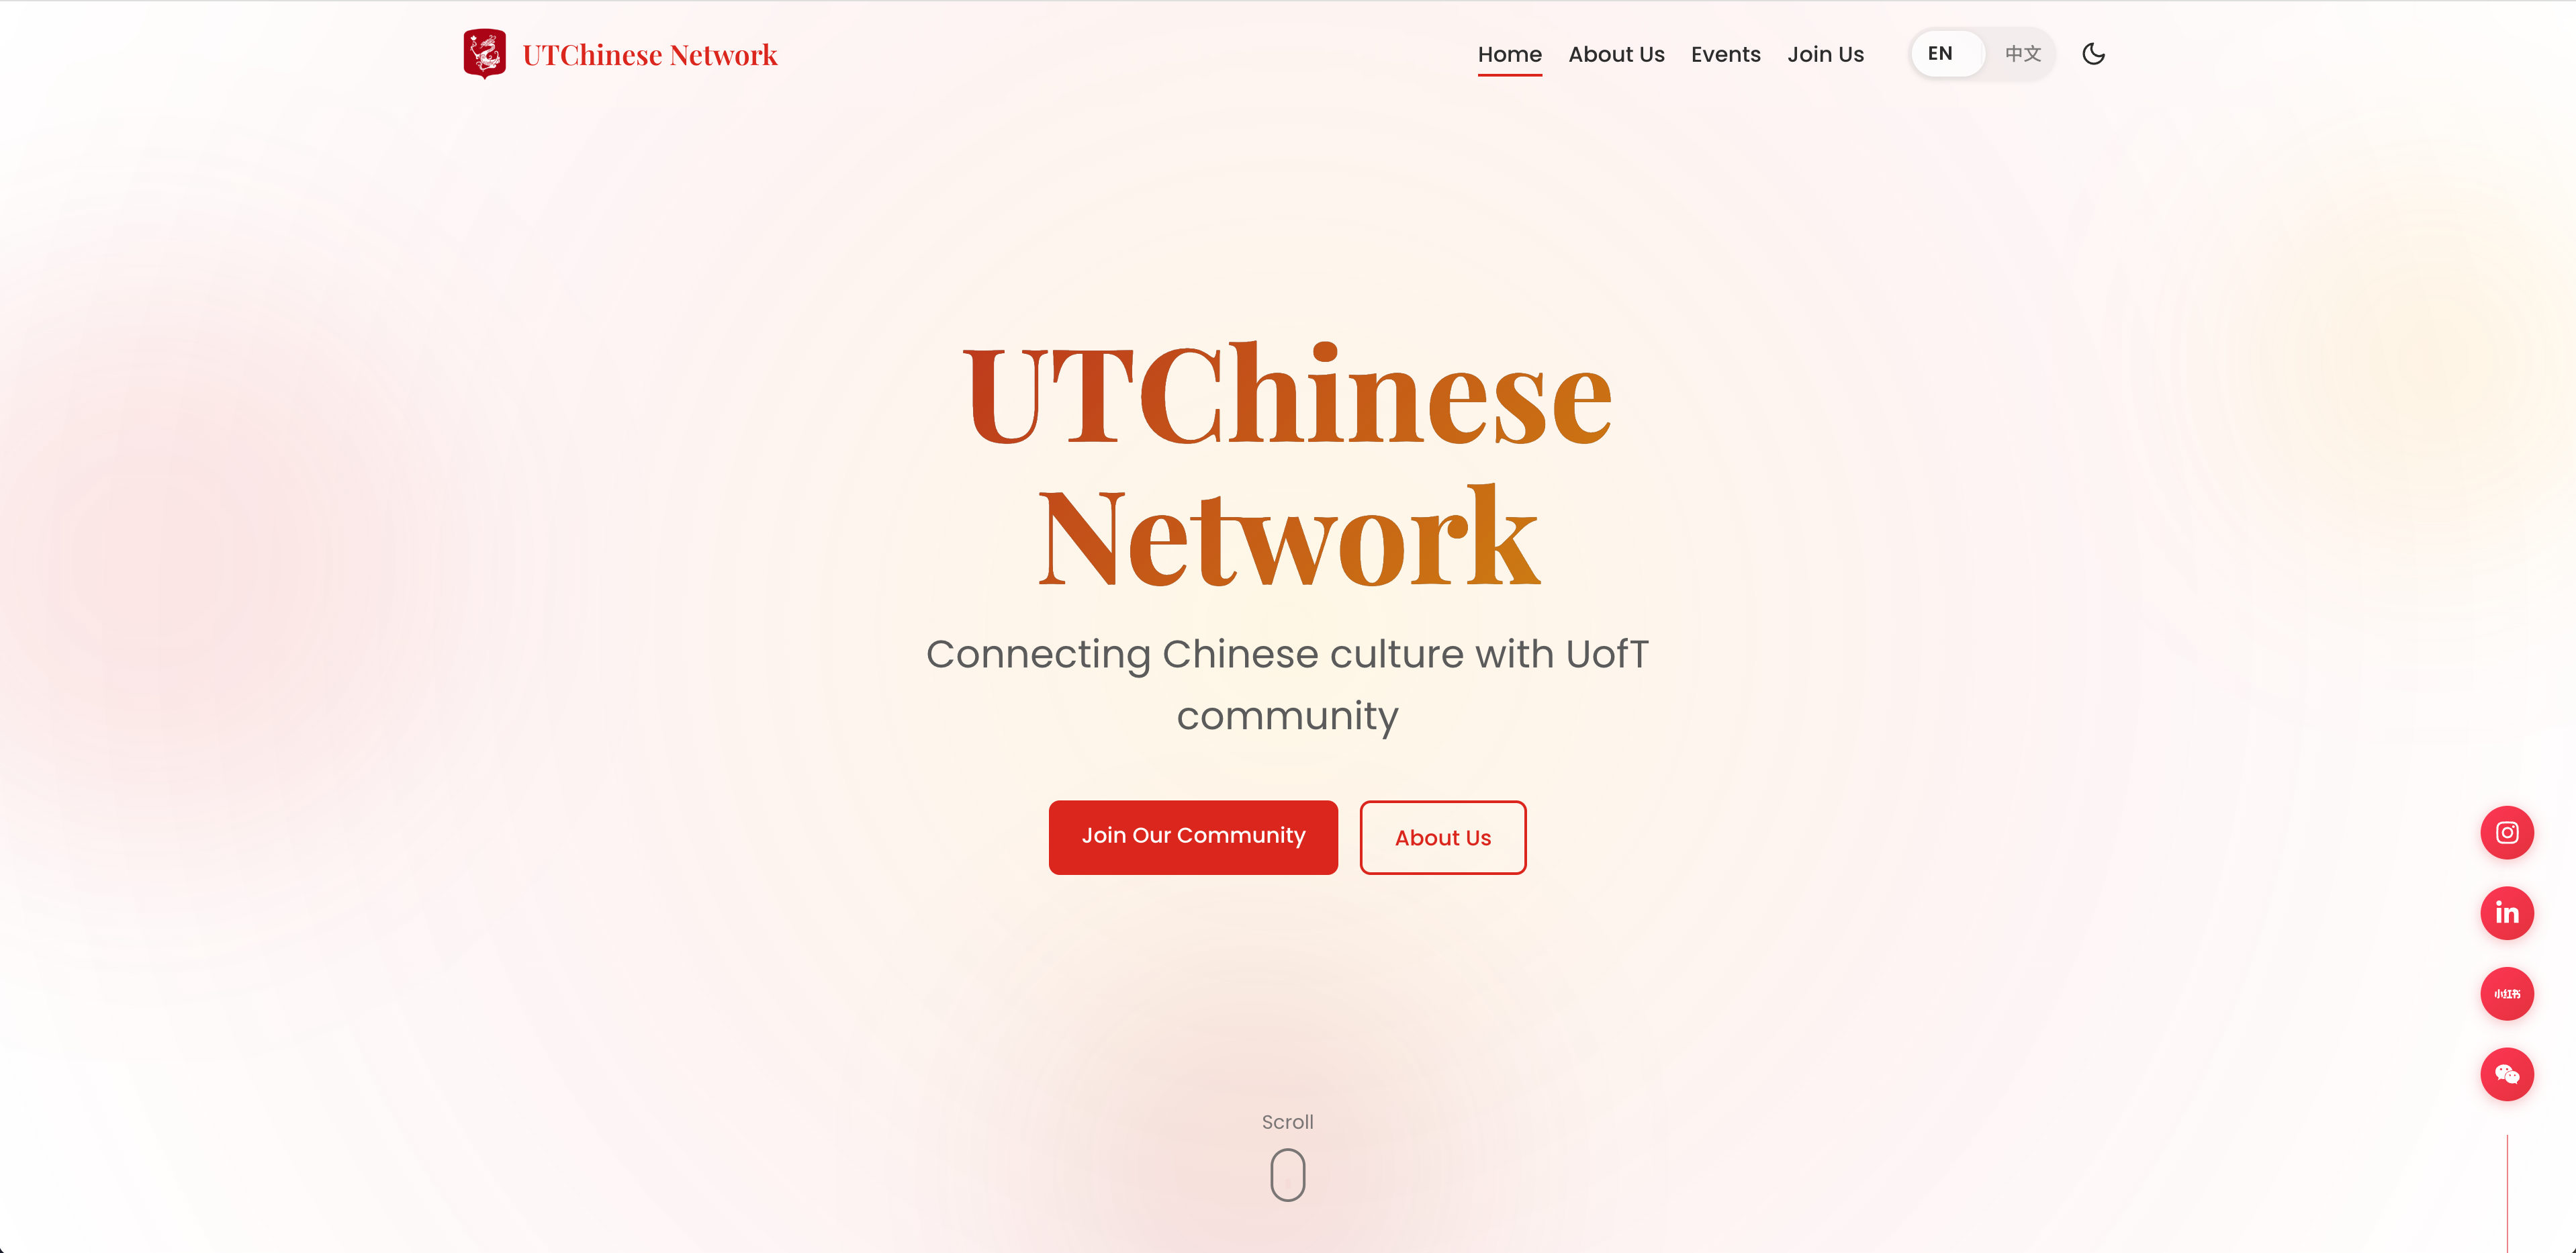 UTChinese Network
Home About Us Events Join Us EN 中文
UTChinese
Network
Connecting Chinese culture with UofT
community
Join Our Community About Us
in
小红书
Scroll